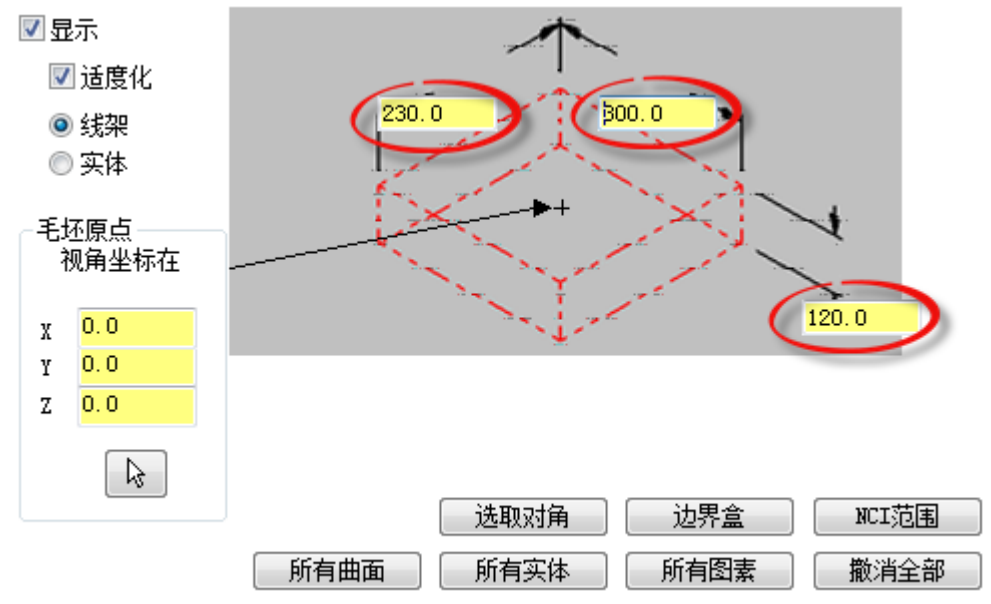 显示
适度化
线架
实体
230.0
300.0
120.0
毛坯原点
视角坐标在
X 0.0
Y 0.0
Z 0.0
选取对角 边界盒 NCI范围
所有曲面 所有实体 所有图素 撤消全部